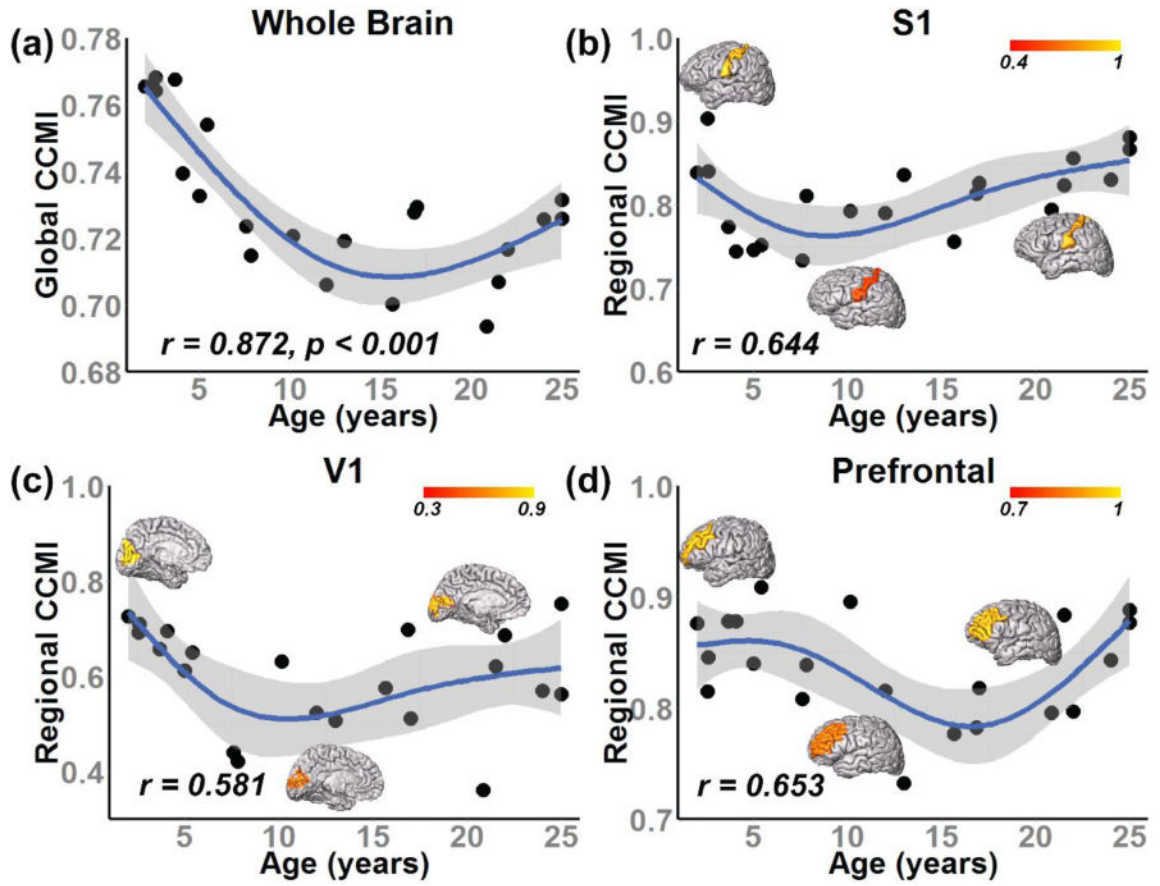 (a)
Whole Brain
0.78
0.76
0.74
0.72
0.70
0.68
Global CCMI
r = 0.872, p < 0.001
5 10 15 20 25
Age (years)
(b)
S1
0.4 1
1.0
0.9
0.8
0.7
0.6
Regional CCMI
r = 0.644
5 10 15 20 25
Age (years)
(c)
V1
0.3 0.9
1.0
0.8
0.6
0.4
Regional CCMI
r = 0.581
5 10 15 20 25
Age (years)
(d)
Prefrontal
0.7 1
1.0
0.9
0.8
0.7
Regional CCMI
r = 0.653
5 10 15 20 25
Age (years)